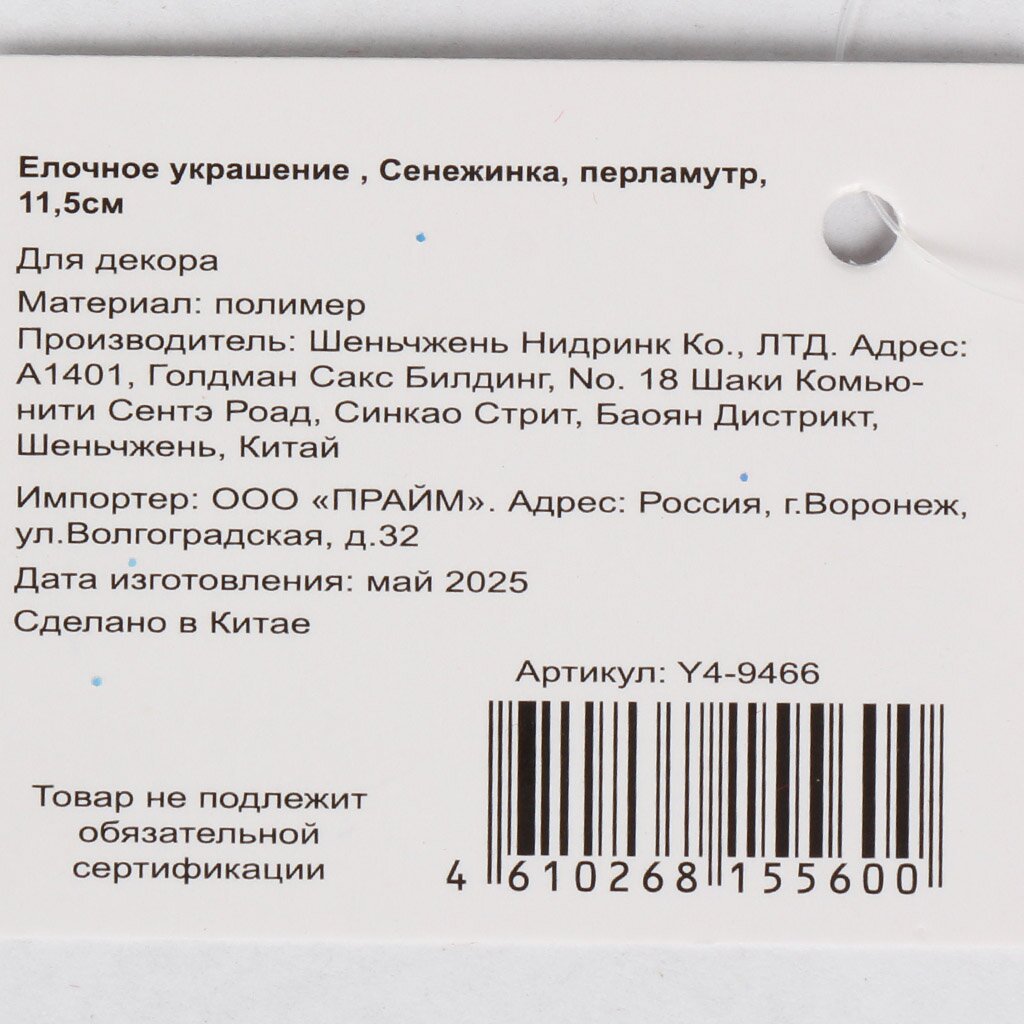 Елочное украшение , Сенежинка, перламутр,
11,5см
Для декора
Материал: полимер
Производитель: Шеньчжень Нидринк Ко., ЛТД. Адрес:
А1401, Голдман Сакс Билдинг, No. 18 Шаки Комью-
нити Сентэ Роад, Синкао Стрит, Баоян Дистрикт,
Шеньчжень, Китай
Импортер: ООО «ПРАЙМ». Адрес: Россия, г.Воронеж,
ул.Волгоградская, д.32
Дата изготовления: май 2025
Сделано в Китае
Артикул: Y4-9466
Товар не подлежит
обязательной
сертификации
4 610268 155600